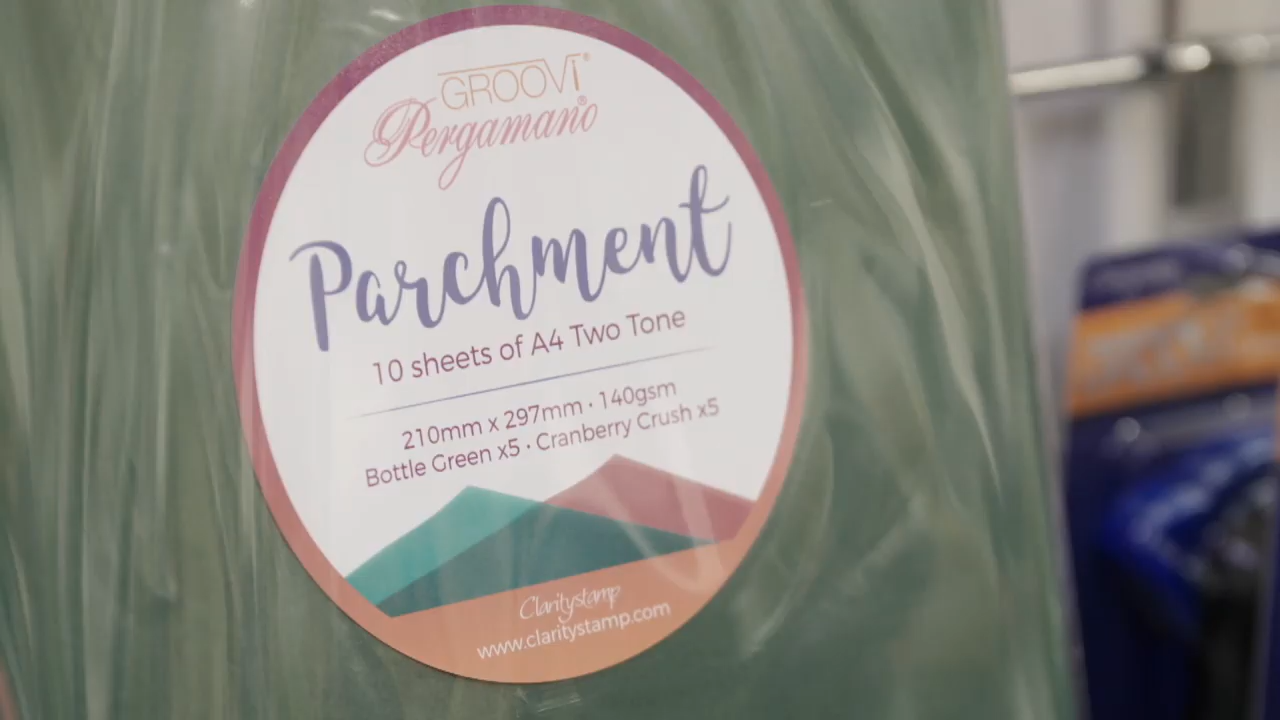 GROOVI®
Pergamano®
Parchment
10 sheets of A4 Two Tone
210mm x 297mm · 140gsm
Bottle Green x5 · Cranberry Crush x5
Claritystamp
www.claritystamp.com